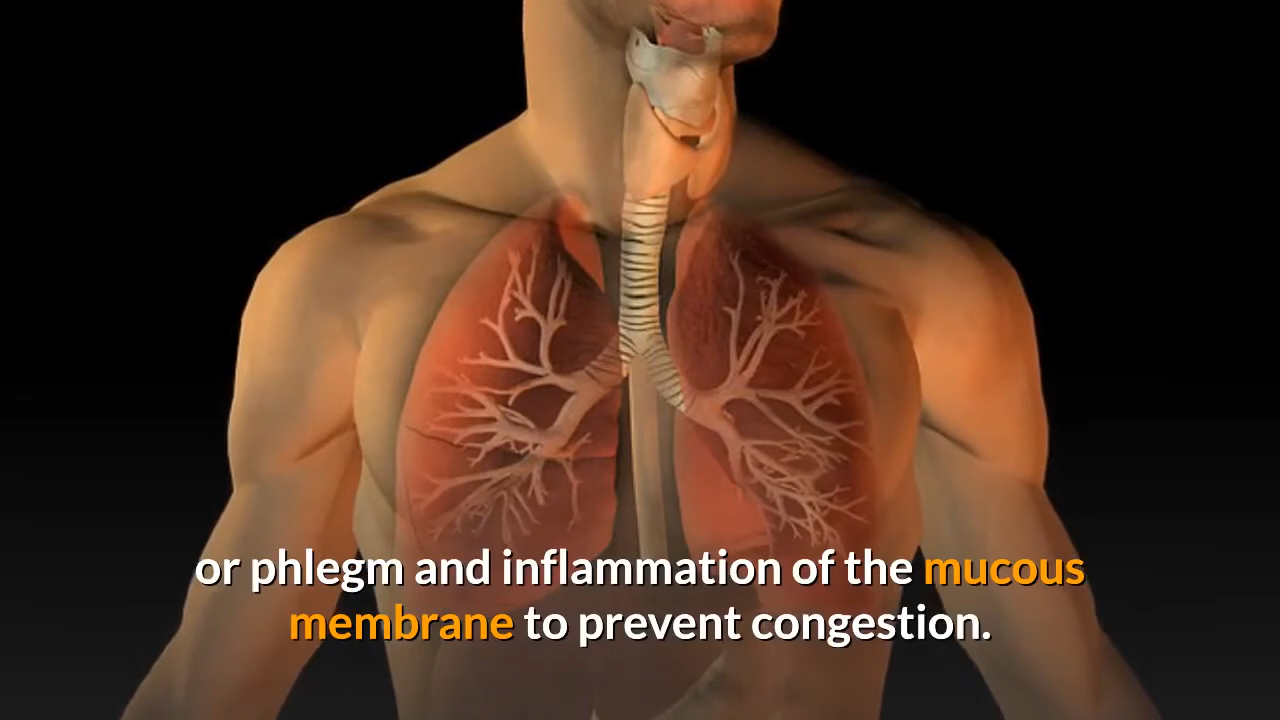 or phlegm and inflammation of the mucous
membrane to prevent congestion.